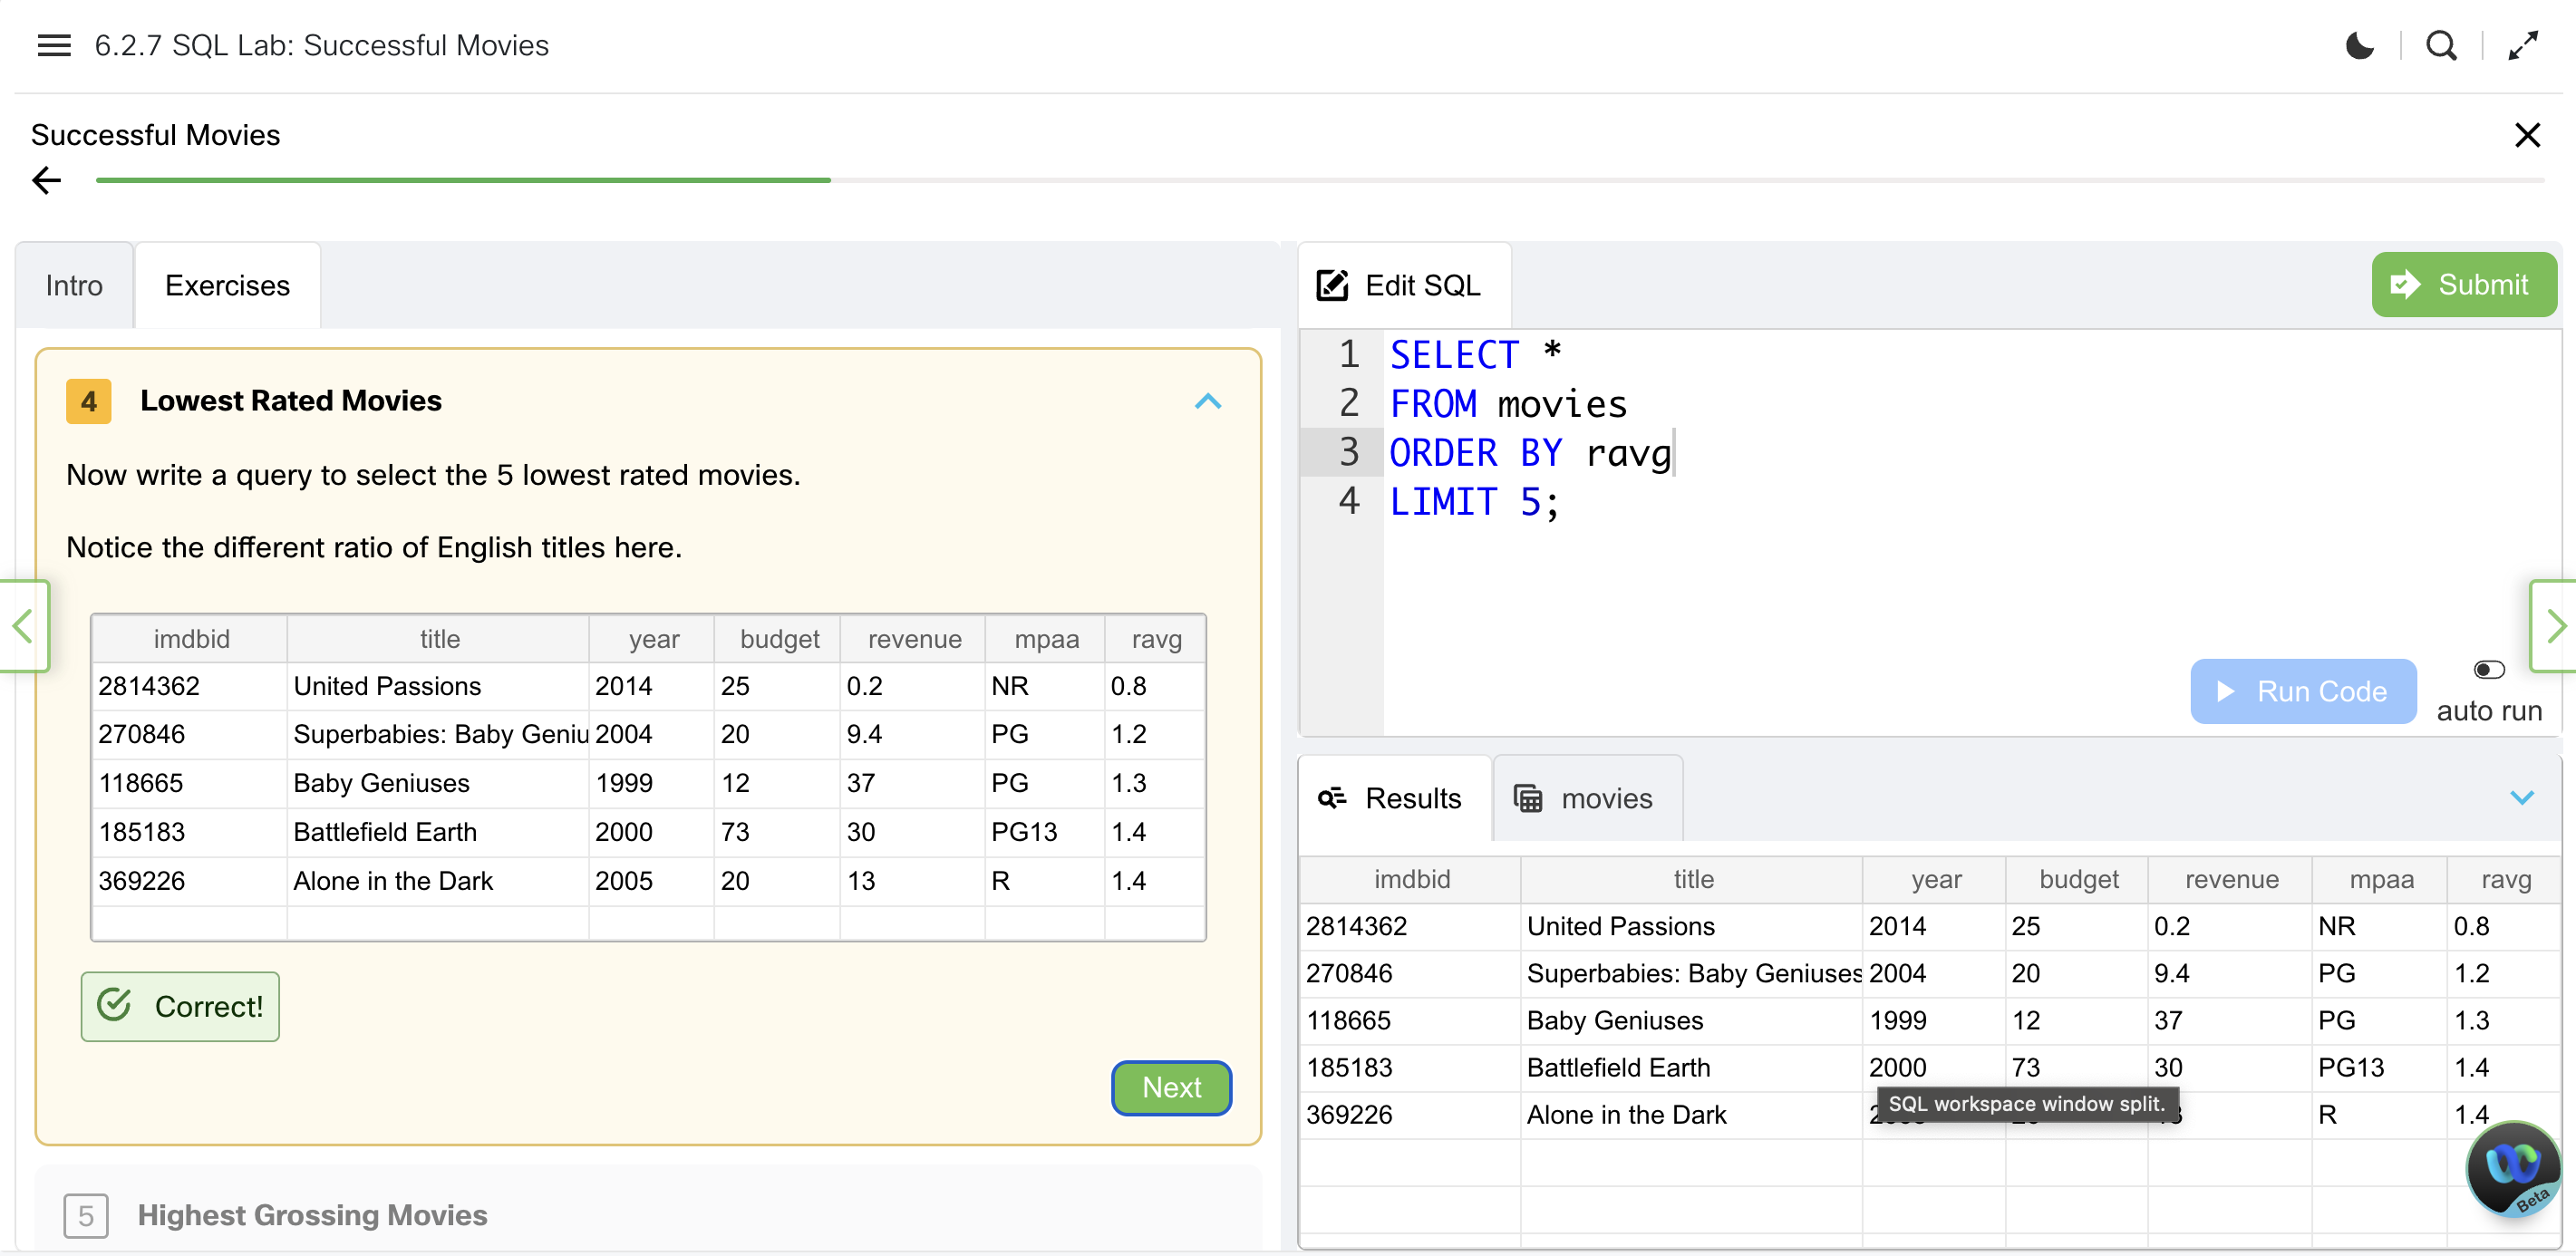 6.2.7 SQL Lab: Successful Movies
Successful Movies
Intro
Exercises
4 Lowest Rated Movies
Now write a query to select the 5 lowest rated movies.
Notice the different ratio of English titles here.
imdbid title year budget revenue mpaa ravg
2814362 United Passions 2014 25 0.2 NR 0.8
270846 Superbabies: Baby Geniu 2004 20 9.4 PG 1.2
118665 Baby Geniuses 1999 12 37 PG 1.3
185183 Battlefield Earth 2000 73 30 PG13 1.4
369226 Alone in the Dark 2005 20 13 R 1.4
Correct!
Next
5 Highest Grossing Movies
Edit SQL
Submit
1 SELECT *
2 FROM movies
3 ORDER BY ravg
4 LIMIT 5;
Run Code
auto run
Results
movies
imdbid title year budget revenue mpaa ravg
2814362 United Passions 2014 25 0.2 NR 0.8
270846 Superbabies: Baby Geniuses 2004 20 9.4 PG 1.2
118665 Baby Geniuses 1999 12 37 PG 1.3
185183 Battlefield Earth 2000 73 30 PG13 1.4
369226 Alone in the Dark R 1.4
SQL workspace window split.
Beta